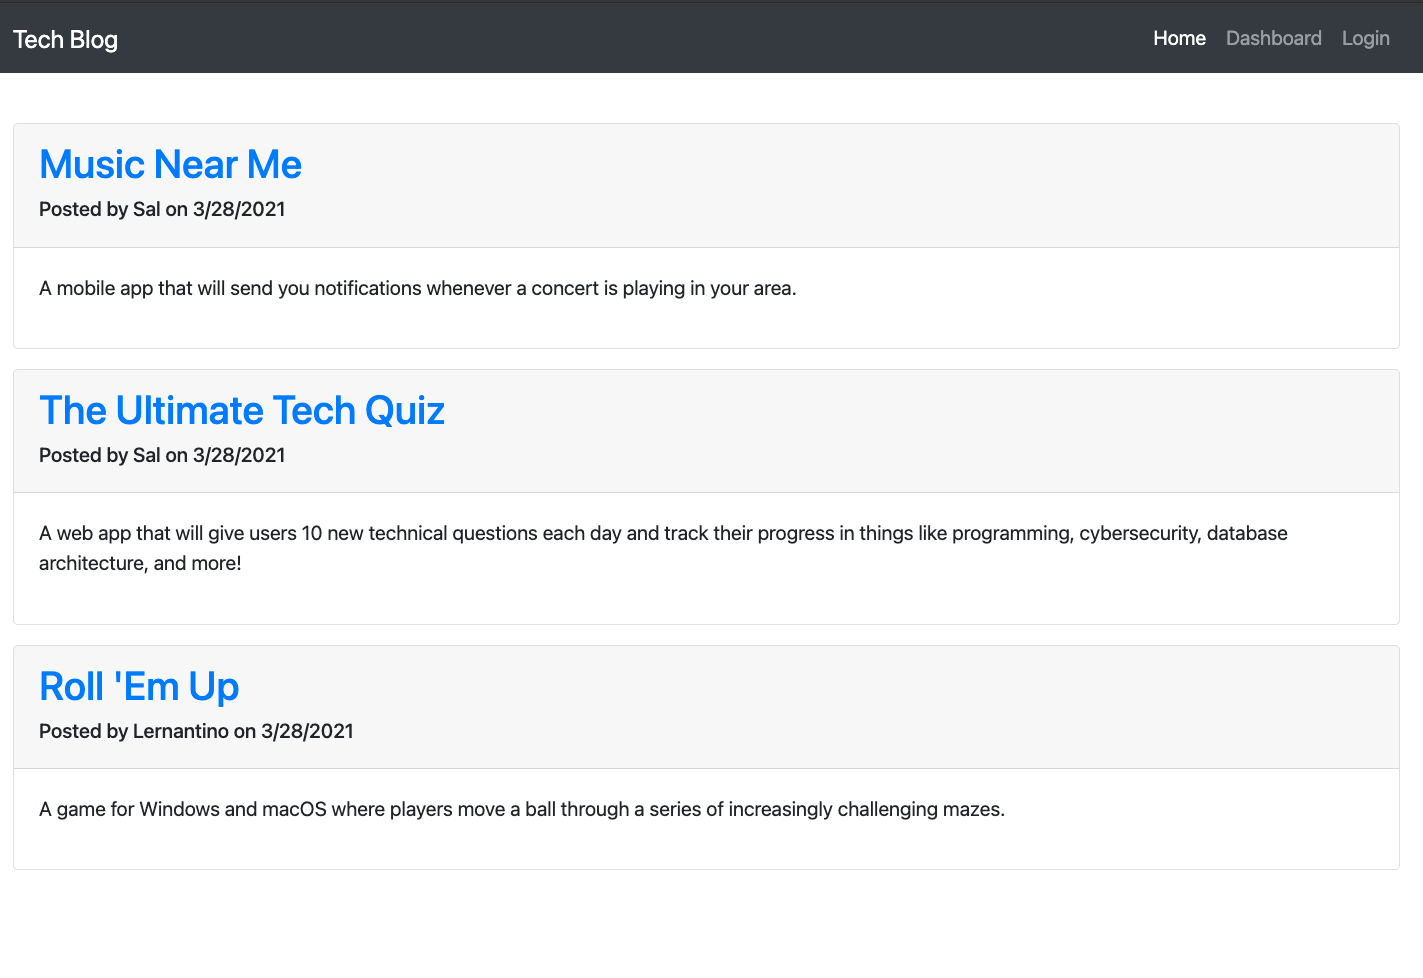 Tech Blog
Home Dashboard Login
Music Near Me
Posted by Sal on 3/28/2021
A mobile app that will send you notifications whenever a concert is playing in your area.
The Ultimate Tech Quiz
Posted by Sal on 3/28/2021
A web app that will give users 10 new technical questions each day and track their progress in things like programming, cybersecurity, database
architecture, and more!
Roll 'Em Up
Posted by Lernantino on 3/28/2021
A game for Windows and macOS where players move a ball through a series of increasingly challenging mazes.